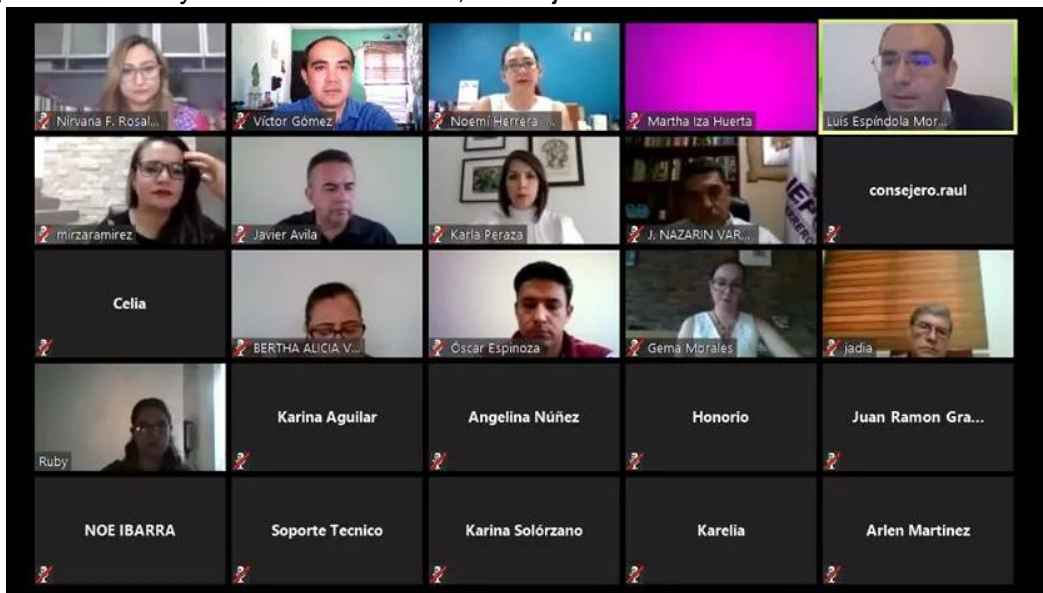 Nirvana F. Rosal...
Víctor Gómez
Noemí Herrera ...
Martha Iza Huerta
Luis Espíndola Mor...
mirzaramirez
Javier Avila
Karla Peraza
J. NAZARIN VAR...
consejero.raul
Celia
BERTHA ALICIA V...
Óscar Espinoza
Gema Morales
jadia
Ruby
Karina Aguilar
Angelina Núñez
Honorio
Juan Ramon Gra...
NOE IBARRA
Soporte Tecnico
Karina Solórzano
Karelia
Arlen Martinez